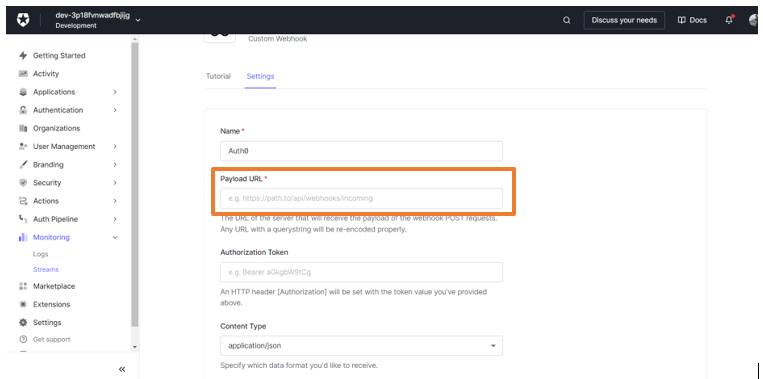 dev-3p18fvnwadfbjijg
Development
Discuss your needs
Docs
Custom Webhook
Getting Started
Activity
Applications
Authentication
Organizations
User Management
Branding
Security
Actions
Auth Pipeline
Monitoring
Logs
Streams
Marketplace
Extensions
Settings
Get support
Tutorial
Settings
Name *
Auth0
Payload URL *
e.g. https://path.to/api/webhooks/incoming
The URL of the server that will receive the payload of the webhook POST requests.
Any URL with a querystring will be re-encoded properly.
Authorization Token
e.g. Bearer aGkgbW9tCg
An HTTP header [Authorization] will be set with the token value you've provided
above.
Content Type
application/json
Specify which data format you'd like to receive.